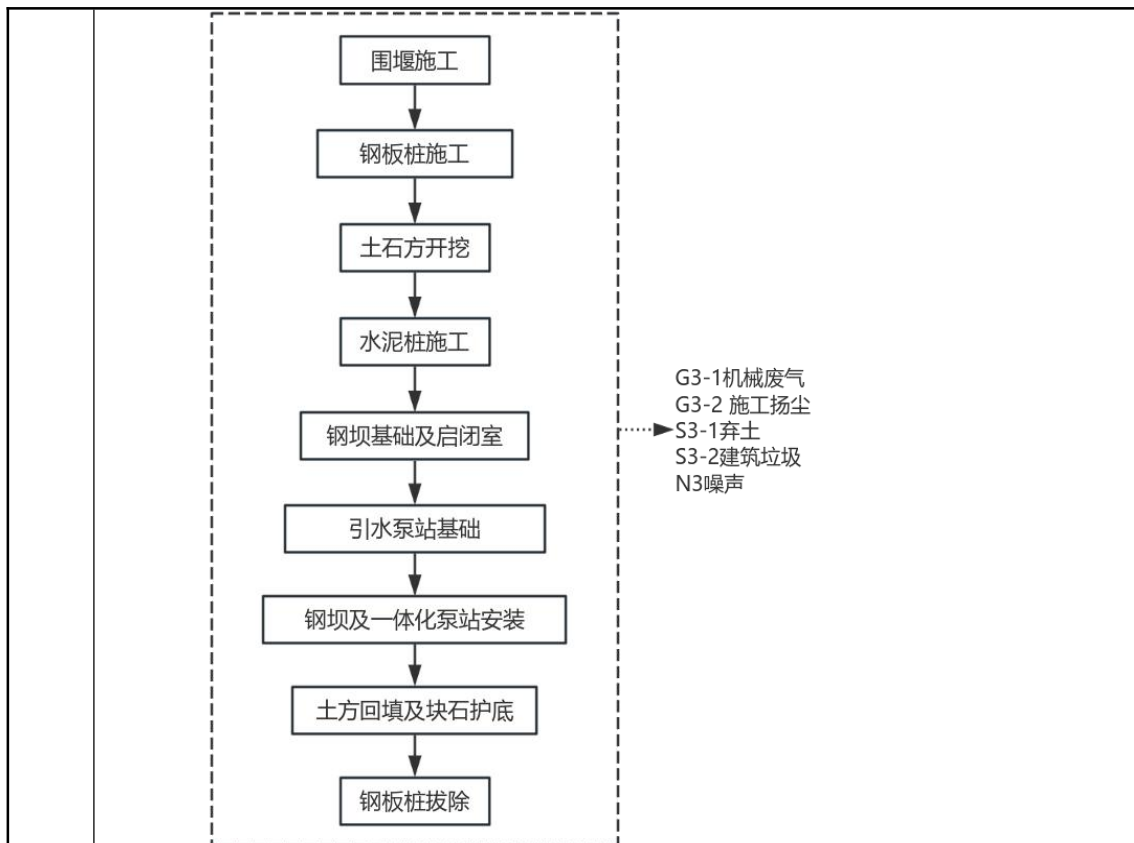 围堰施工
钢板桩施工
土石方开挖
水泥桩施工
钢坝基础及启闭室
引水泵站基础
钢坝及一体化泵站安装
土方回填及块石护底
钢板桩拔除
G3-1机械废气
G3-2 施工扬尘
S3-1弃土
S3-2建筑垃圾
N3噪声